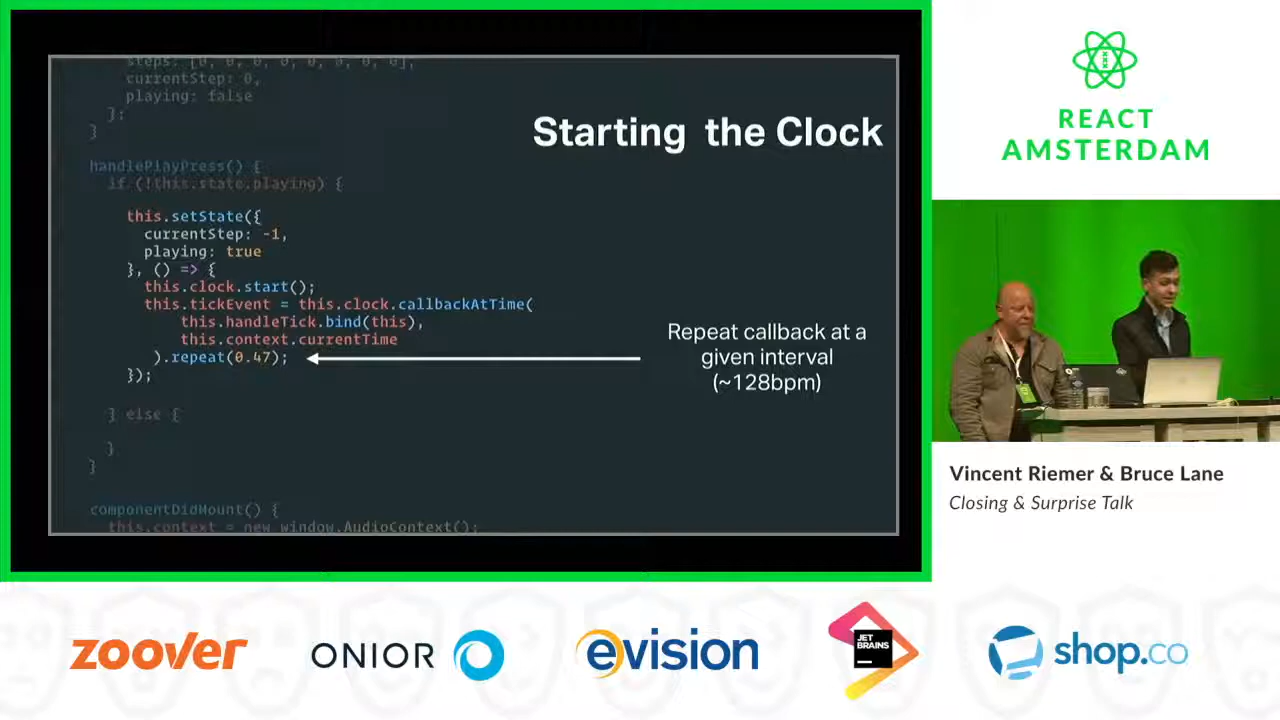 steps: [0, 0, 0, 0, 0, 0, 0, 0],
currentStep: 0,
playing: false
};
}
Starting the Clock
handlePlayPress() {
if (!this.state.playing) {
this.setState({
currentStep: -1,
playing: true
}, () => {
this.clock.start();
this.tickEvent = this.clock.callbackAtTime(
this.handleTick.bind(this),
this.context.currentTime
).repeat(0.47);
});
Repeat callback at a
given interval
(~128bpm)
} else {
}
}
componentDidMount() {
this.context = new window.AudioContext();
REACT
AMSTERDAM
Vincent Riemer & Bruce Lane
Closing & Surprise Talk
zoover
ONIOR
evision
JET
BRAINS
shop.co